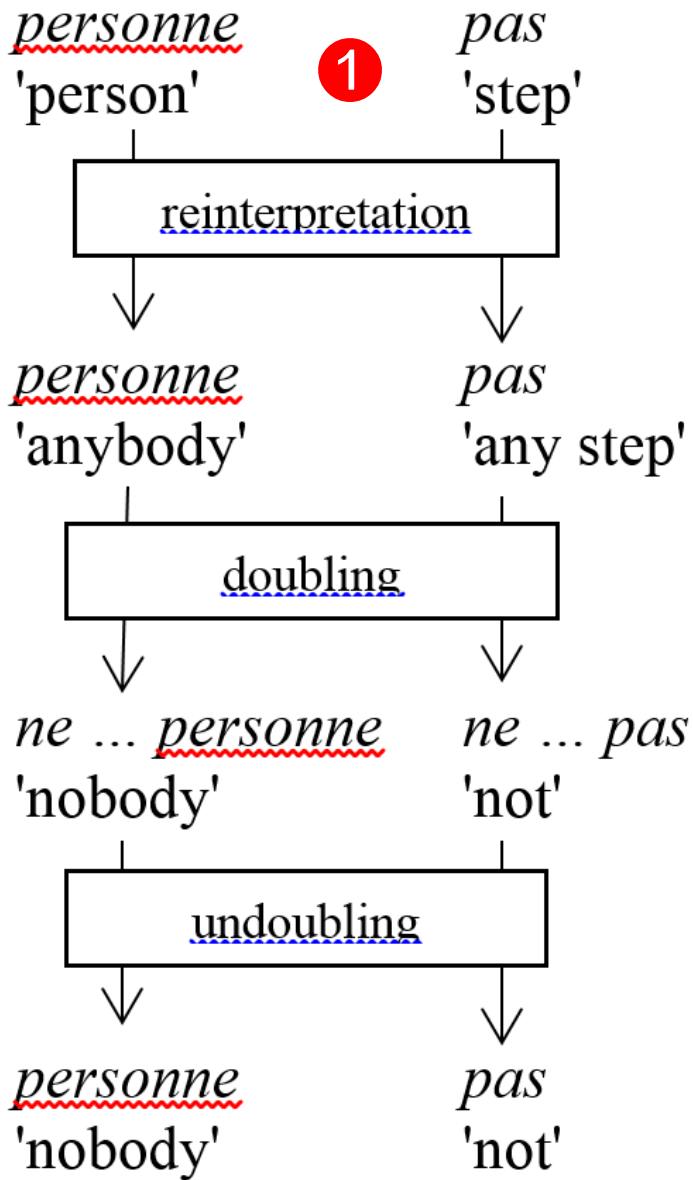 personne pas
1
'person' 'step'
reinterpretation
personne pas
'anybody' 'any step'
doubling
ne ... personne ne ... pas
'nobody' 'not'
undoubling
personne pas
'nobody' 'not'